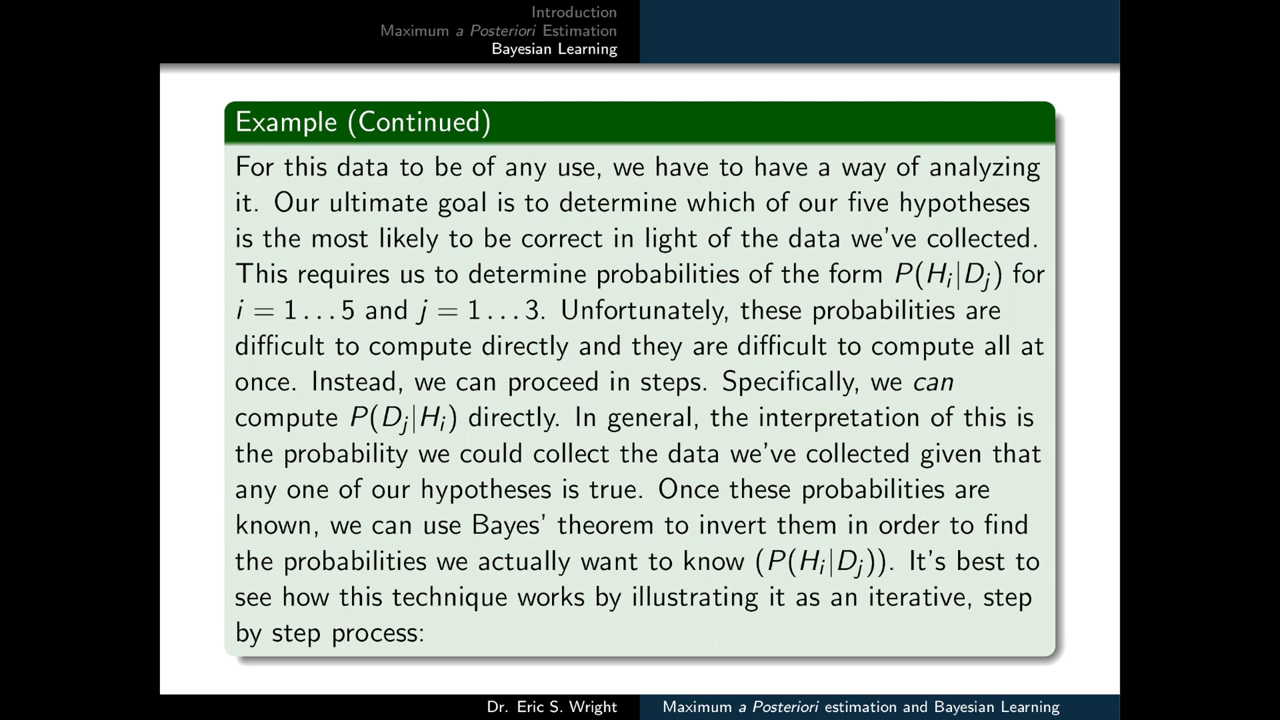 Introduction
Maximum a Posteriori Estimation
Bayesian Learning
Example (Continued)
For this data to be of any use, we have to have a way of analyzing
it. Our ultimate goal is to determine which of our five hypotheses
is the most likely to be correct in light of the data we've collected.
This requires us to determine probabilities of the form P(Hᵢ|Dⱼ) for
i = 1 . . . 5 and j = 1 . . . 3. Unfortunately, these probabilities are
difficult to compute directly and they are difficult to compute all at
once. Instead, we can proceed in steps. Specifically, we can
compute P(Dⱼ|Hᵢ) directly. In general, the interpretation of this is
the probability we could collect the data we've collected given that
any one of our hypotheses is true. Once these probabilities are
known, we can use Bayes' theorem to invert them in order to find
the probabilities we actually want to know (P(Hᵢ|Dⱼ)). It's best to
see how this technique works by illustrating it as an iterative, step
by step process:
Dr. Eric S. Wright
Maximum a Posteriori estimation and Bayesian Learning